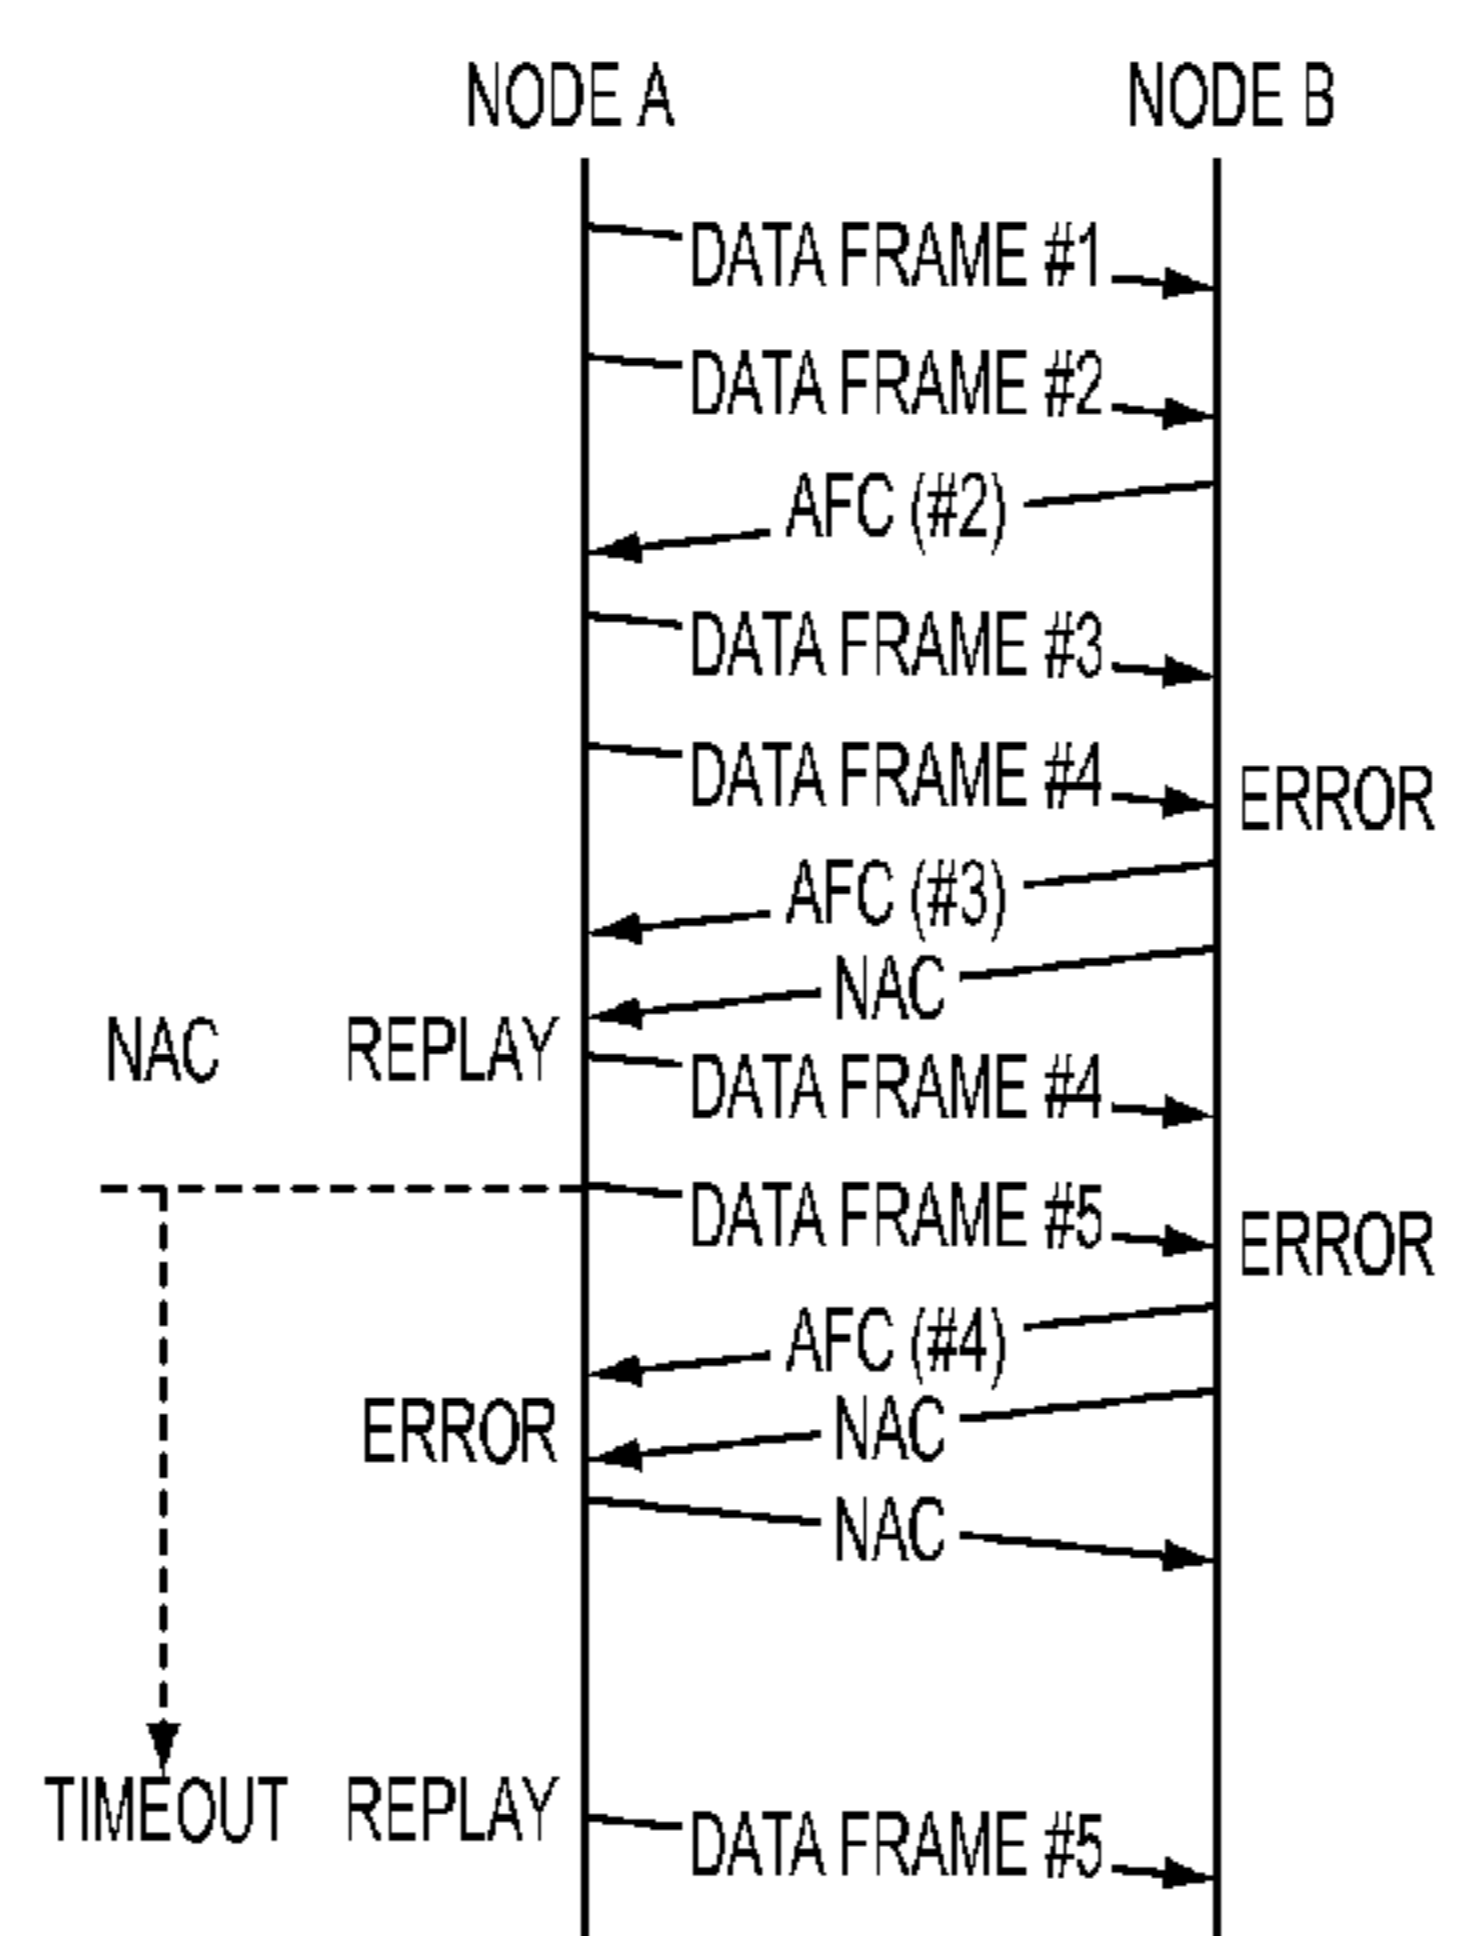 NODE A NODE B
DATA FRAME #1
DATA FRAME #2
AFC (#2)
DATA FRAME #3
DATA FRAME #4 ERROR
AFC (#3)
NAC
NAC REPLAY
DATA FRAME #4
DATA FRAME #5 ERROR
AFC (#4)
ERROR NAC
NAC
TIMEOUT REPLAY
DATA FRAME #5